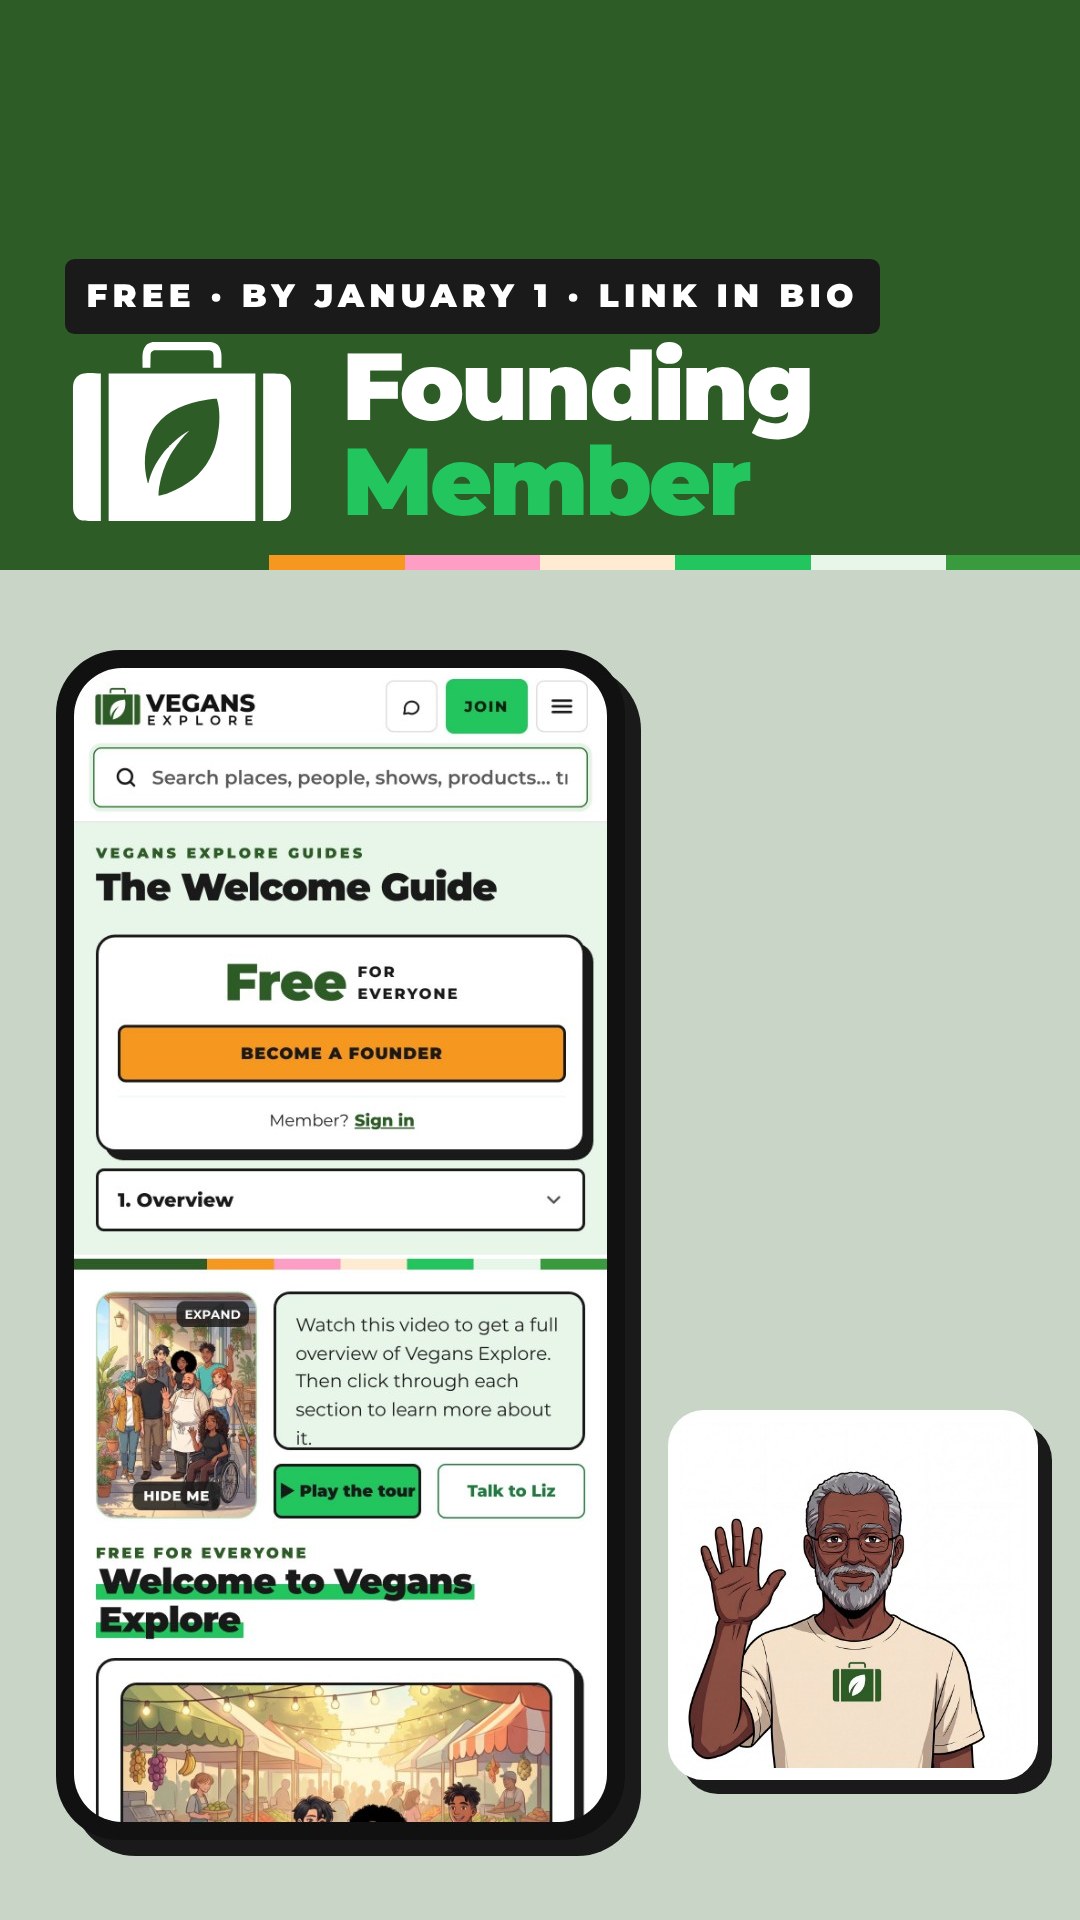 FREE • BY JANUARY 1 • LINK IN BIO
Founding
Member
VEGANS
EXPLORE
JOIN
Search places, people, shows, products... tr
VEGANS EXPLORE GUIDES
The Welcome Guide
Free FOR
EVERYONE
BECOME A FOUNDER
Member? Sign in
1. Overview
EXPAND
HIDE ME
Watch this video to get a full
overview of Vegans Explore.
Then click through each
section to learn more about
it.
Play the tour
Talk to Liz
FREE FOR EVERYONE
Welcome to Vegans
Explore